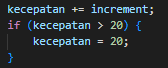 kecepatan += increment;
if (kecepatan > 20) {
    kecepatan = 20;
}